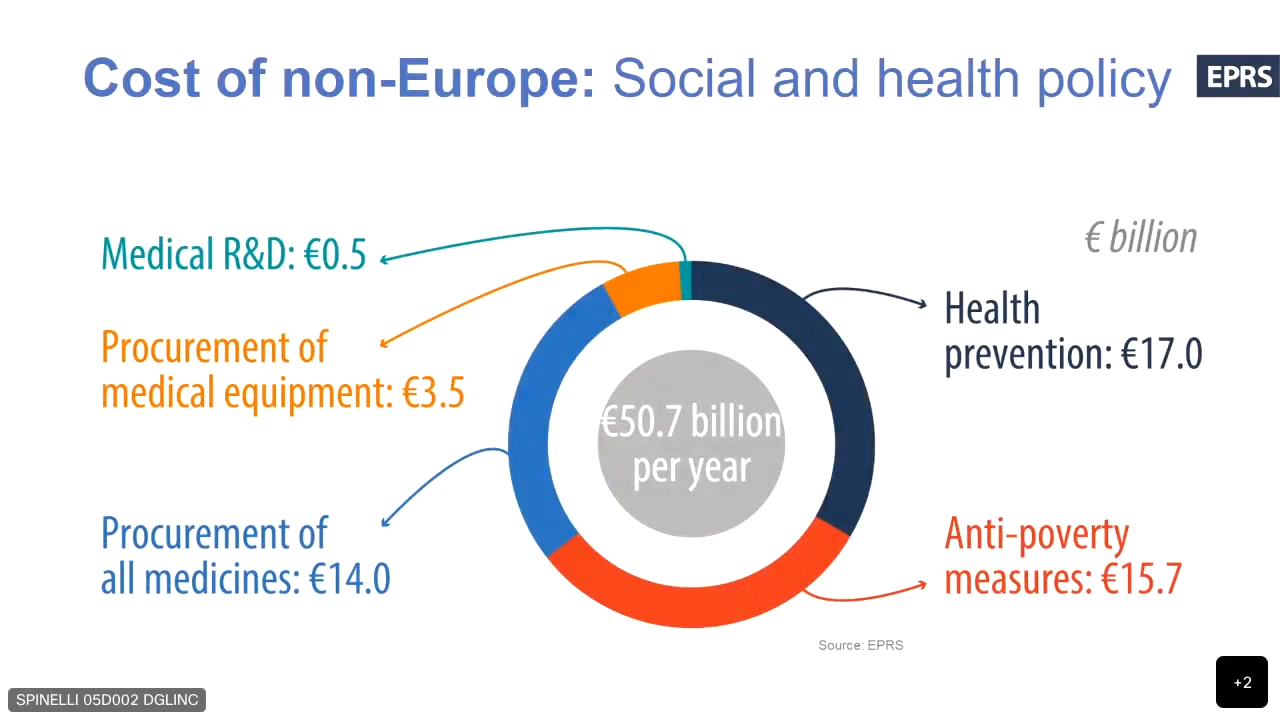 Cost of non-Europe: Social and health policy
EPRS
€ billion
Medical R&D: €0.5
Procurement of
medical equipment: €3.5
Procurement of
all medicines: €14.0
€50.7 billion
per year
Health
prevention: €17.0
Anti-poverty
measures: €15.7
Source: EPRS
SPINELLI 05D002 DGLINC
+2